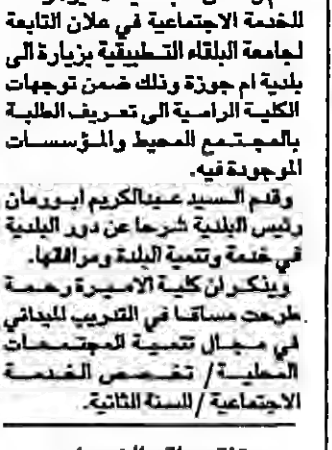 للخدمة الاجتماعية في علان التابعة
لجامعة البلقاء التطبيقية بزيارة الى
بلدية ام جوزة وذلك ضمن توجهات
الكلية الرامية الى تعريف الطلبة
بالمجتمع المحيط والمؤسسات
الموجودة فيه.
وقدم السيد عبدالكريم ابورمان
رئيس البلدية شرحا عن دور البلدية
في خدمة وتنمية البلدة ومرافقها.
ويذكر ان كلية الاميرة رحمة
طرحت مساقا في التدريب الميداني
في مجال تنمية المجتمعات
المحلية / تخصص الخدمة
الاجتماعية / للسنة الثانية.